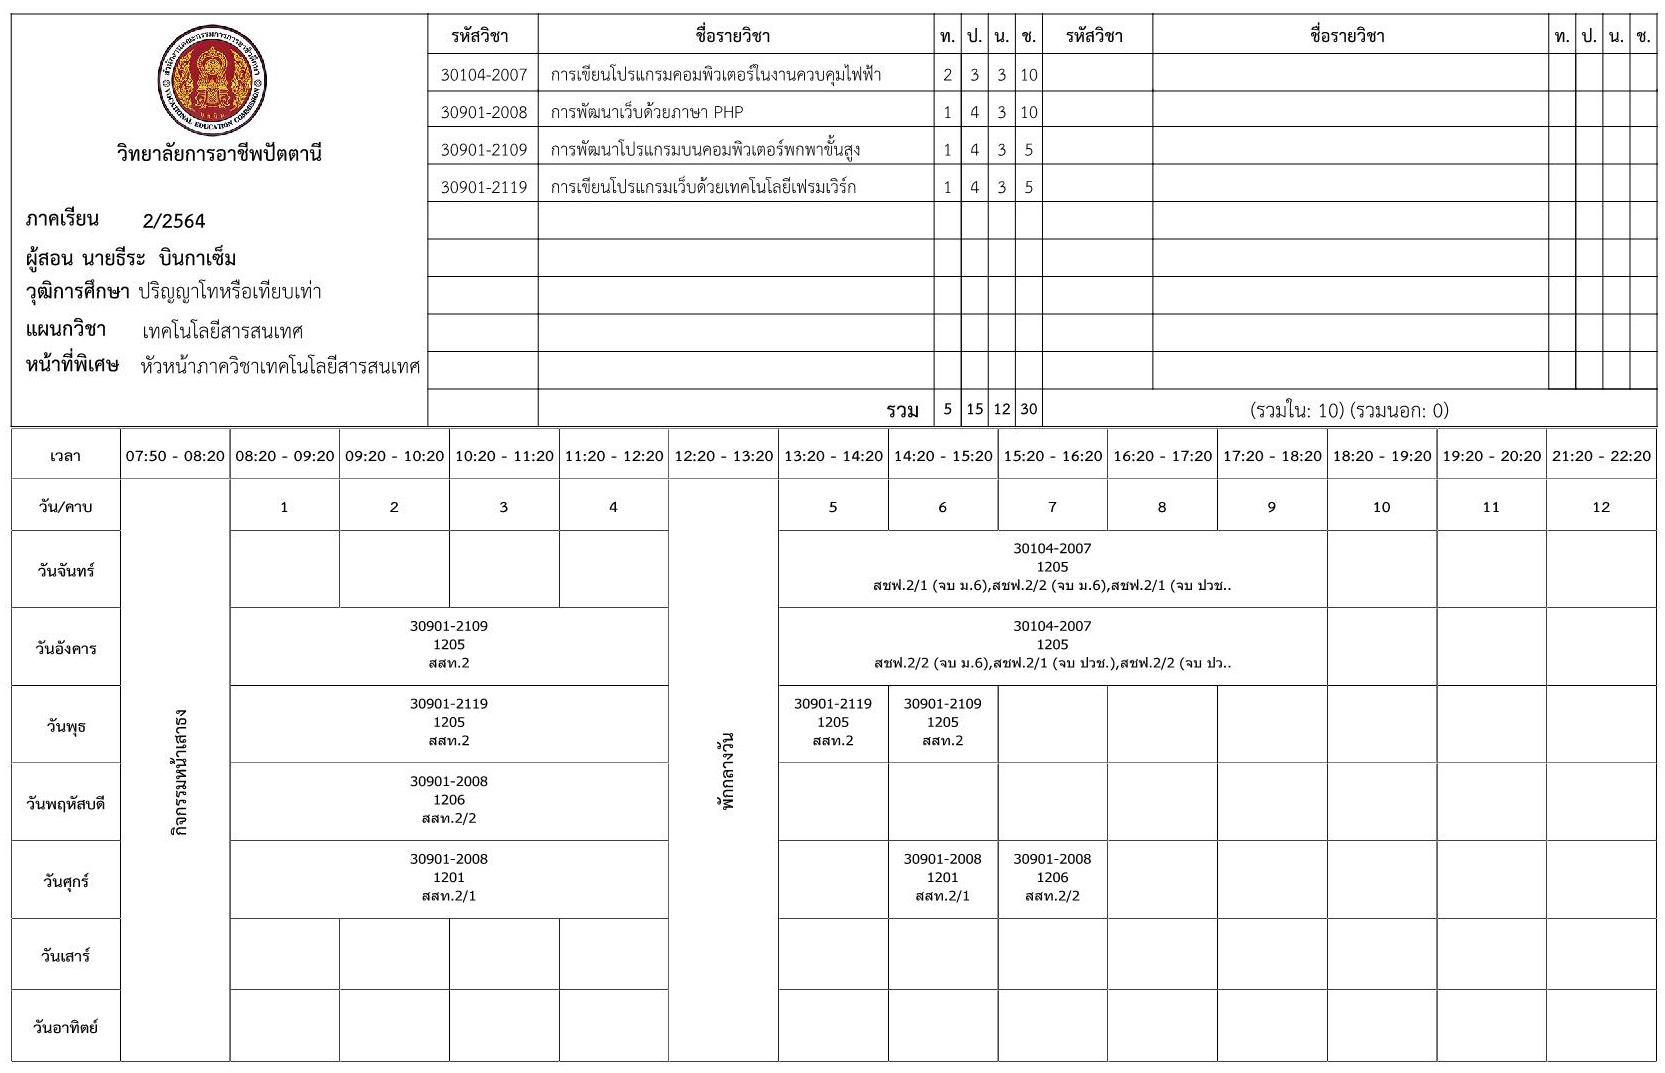 สำนักงานคณะกรรมการการอาชีวศึกษา
VOCATIONAL EDUCATION COMMISSION
วิทยาลัยการอาชีพปัตตานี
ภาคเรียน 2/2564
ผู้สอน นายธีระ บินกาเซ็ม
วุฒิการศึกษา ปริญญาโทหรือเทียบเท่า
แผนกวิชา เทคโนโลยีสารสนเทศ
หน้าที่พิเศษ หัวหน้าภาควิชาเทคโนโลยีสารสนเทศ
รหัสวิชา ชื่อรายวิชา ท. ป. น. ช. รหัสวิชา ชื่อรายวิชา ท. ป. น. ช.
30104-2007 การเขียนโปรแกรมคอมพิวเตอร์ในงานควบคุมไฟฟ้า 2 3 3 10
30901-2008 การพัฒนาเว็บด้วยภาษา PHP 1 4 3 10
30901-2109 การพัฒนาโปรแกรมบนคอมพิวเตอร์พกพาขั้นสูง 1 4 3 5
30901-2119 การเขียนโปรแกรมเว็บด้วยเทคโนโลยีเฟรมเวิร์ก 1 4 3 5
รวม 5 15 12 30 (รวมใน: 10) (รวมนอก: 0)
เวลา 07:50 - 08:20 08:20 - 09:20 09:20 - 10:20 10:20 - 11:20 11:20 - 12:20 12:20 - 13:20 13:20 - 14:20 14:20 - 15:20 15:20 - 16:20 16:20 - 17:20 17:20 - 18:20 18:20 - 19:20 19:20 - 20:20 21:20 - 22:20
วัน/คาบ 1 2 3 4 5 6 7 8 9 10 11 12
กิจกรรมหน้าเสาธง
พักกลางวัน
วันจันทร์
30104-2007
1205
สชฟ.2/1 (จบ ม.6),สชฟ.2/2 (จบ ม.6),สชฟ.2/1 (จบ ปวช..
วันอังคาร
30901-2109
1205
สสท.2
30104-2007
1205
สชฟ.2/2 (จบ ม.6),สชฟ.2/1 (จบ ปวช.),สชฟ.2/2 (จบ ปว..
วันพุธ
30901-2119
1205
สสท.2
30901-2119
1205
สสท.2
30901-2109
1205
สสท.2
วันพฤหัสบดี
30901-2008
1206
สสท.2/2
วันศุกร์
30901-2008
1201
สสท.2/1
30901-2008
1201
สสท.2/1
30901-2008
1206
สสท.2/2
วันเสาร์
วันอาทิตย์